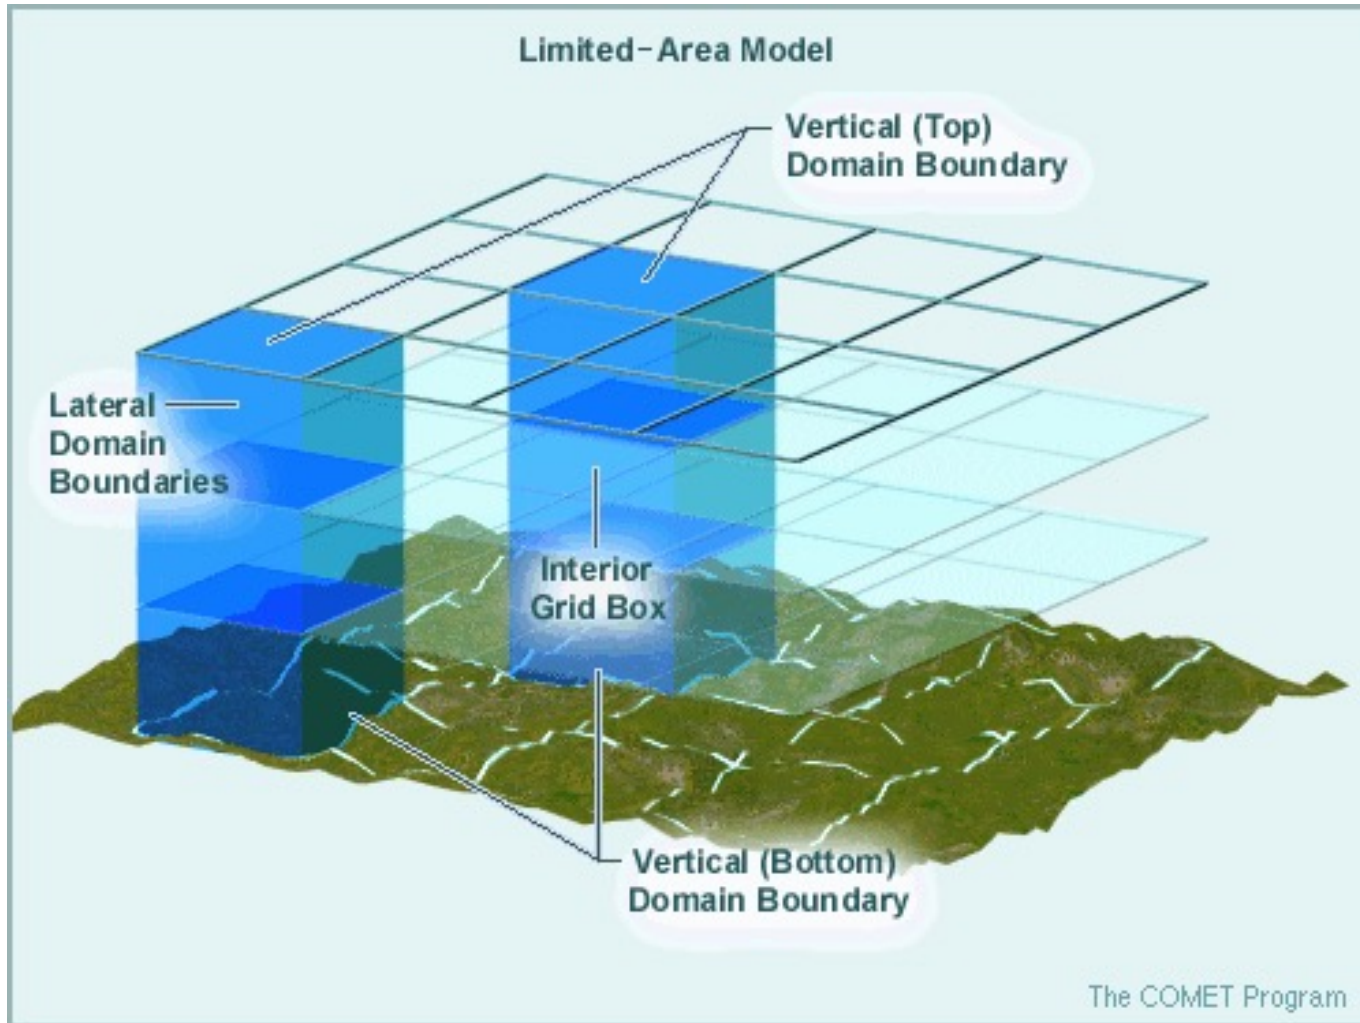 Limited-Area Model
Vertical (Top)
Domain Boundary
Lateral
Domain
Boundaries
Interior
Grid Box
Vertical (Bottom)
Domain Boundary
The COMET Program